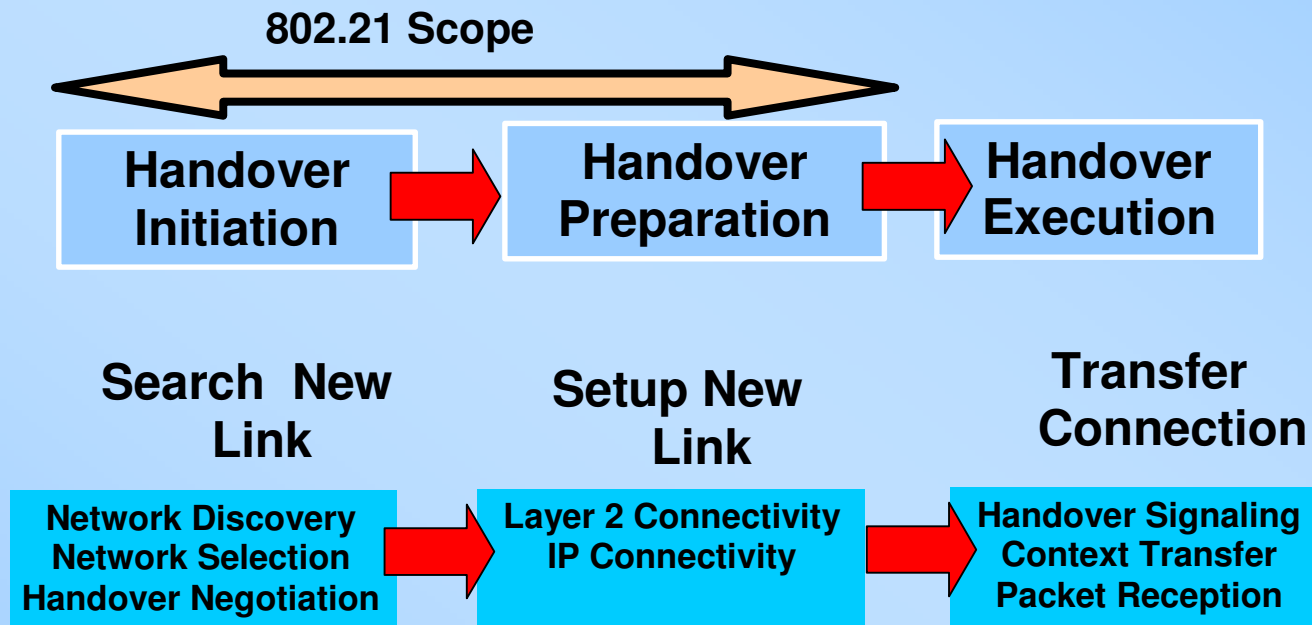 802.21 Scope
Handover
Initiation
Handover
Preparation
Handover
Execution
Search New
Link
Setup New
Link
Transfer
Connection
Network Discovery
Network Selection
Handover Negotiation
Layer 2 Connectivity
IP Connectivity
Handover Signaling
Context Transfer
Packet Reception